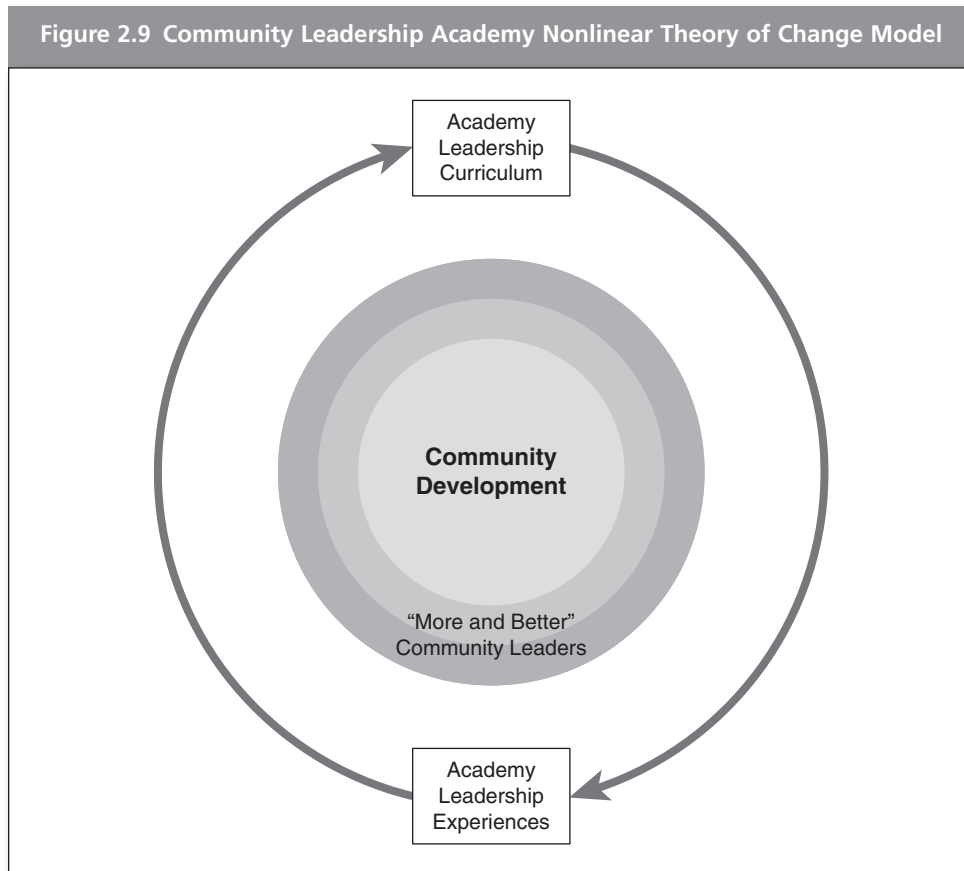 Figure 2.9 Community Leadership Academy Nonlinear Theory of Change Model
Academy
Leadership
Curriculum
Community
Development
“More and Better”
Community Leaders
Academy
Leadership
Experiences